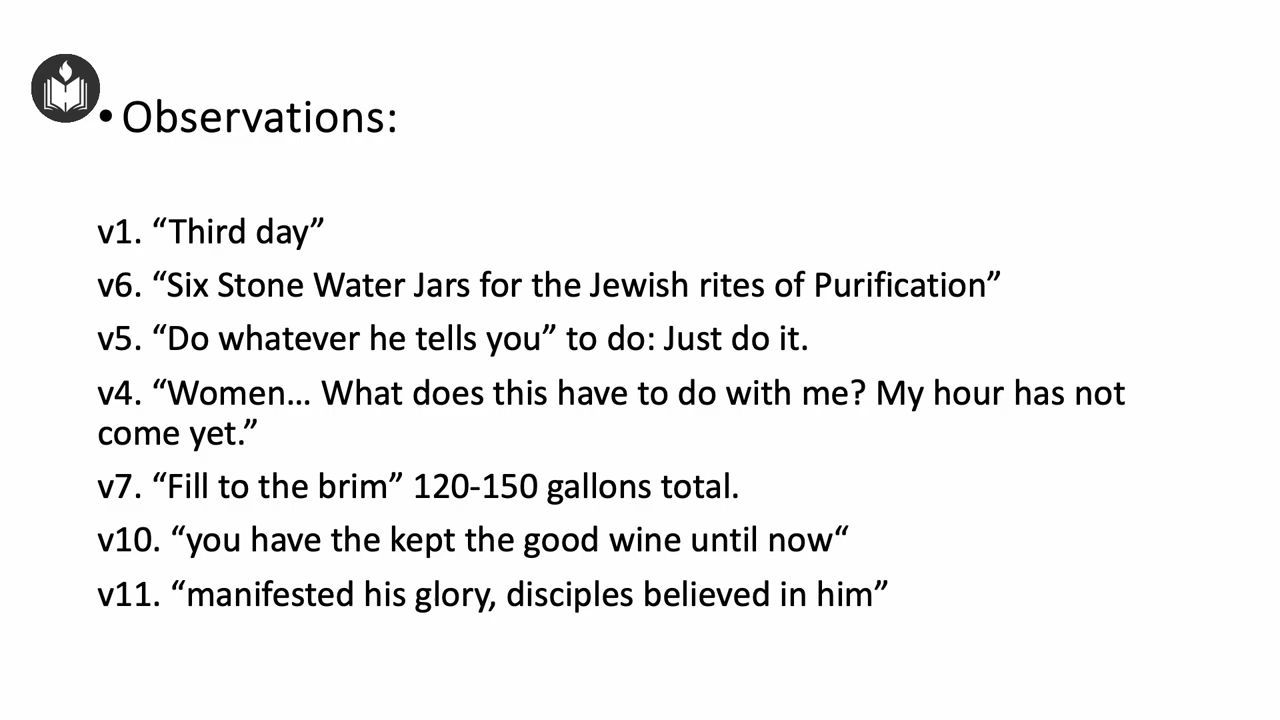 • Observations:
v1. “Third day”
v6. “Six Stone Water Jars for the Jewish rites of Purification”
v5. “Do whatever he tells you” to do: Just do it.
v4. “Women… What does this have to do with me? My hour has not
come yet.”
v7. “Fill to the brim” 120-150 gallons total.
v10. “you have the kept the good wine until now“
v11. “manifested his glory, disciples believed in him”